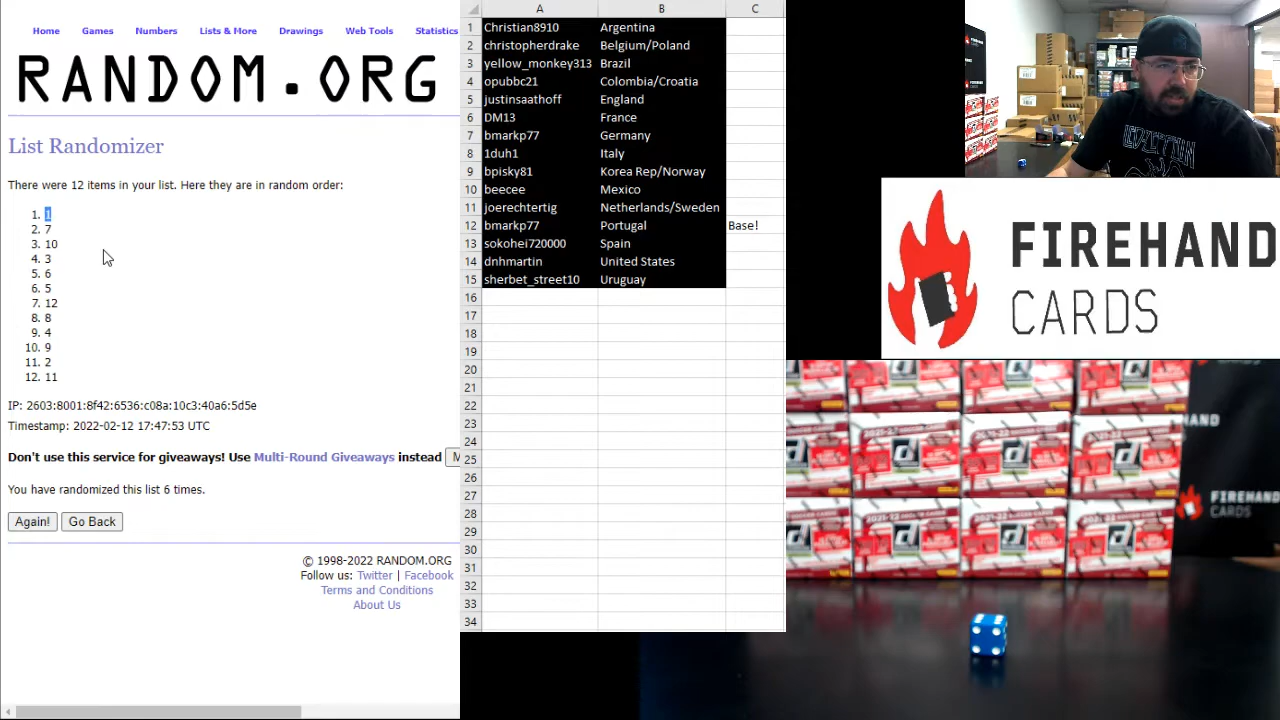 Home Games Numbers Lists & More Drawings Web Tools Statistics
RANDOM.ORG
List Randomizer
There were 12 items in your list. Here they are in random order:
1. 1
2. 7
3. 10
4. 3
5. 6
6. 5
7. 12
8. 8
9. 4
10. 9
11. 2
12. 11
IP: 2603:8001:8f42:6536:c08a:10c3:40a6:5d5e
Timestamp: 2022-02-12 17:47:53 UTC
Don't use this service for giveaways! Use Multi-Round Giveaways instead M
You have randomized this list 6 times.
Again! Go Back
© 1998-2022 RANDOM.ORG
Follow us: Twitter | Facebook
Terms and Conditions
About Us
A B C
1 Christian8910 Argentina
2 christopherdrake Belgium/Poland
3 yellow_monkey313 Brazil
4 opubbc21 Colombia/Croatia
5 justinsaathoff England
6 DM13 France
7 bmarkp77 Germany
8 1duh1 Italy
9 bpisky81 Korea Rep/Norway
10 beecee Mexico
11 joerechtertig Netherlands/Sweden
12 bmarkp77 Portugal Base!
13 sokohei720000 Spain
14 dnhmartin United States
15 sherbet_street10 Uruguay
16
17
18
19
20
21
22
23
24
25
26
27
28
29
30
31
32
33
34
LED ZEPPELIN
FIREHAND
CARDS
FIREHAND
CARDS